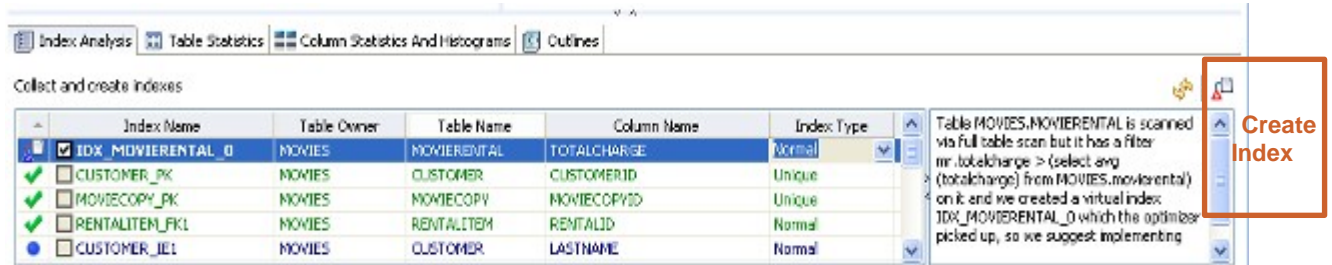 Index Analysis Table Statistics Column Statistics And Histograms Outlines
Collect and create indexes
Index Name Table Owner Table Name Column Name Index Type
IDX_MOVIERENTAL_0 MOVIES MOVIERENTAL TOTALCHARGE Normal
CUSTOMER_PK MOVIES CUSTOMER CUSTOMERID Unique
MOVIECOPY_PK MOVIES MOVIECOPY MOVIECOPYID Unique
RENTALITEM_FK1 MOVIES RENTALITEM RENTALID Normal
CUSTOMER_IE1 MOVIES CUSTOMER LASTNAME Normal
Table MOVIES.MOVIERENTAL is scanned
via full table scan but it has a filter
mr.totalcharge > (select avg
(totalcharge) from MOVIES.movierental)
on it and we created a virtual index
IDX_MOVIERENTAL_0 which the optimizer
picked up, so we suggest implementing
Create
Index